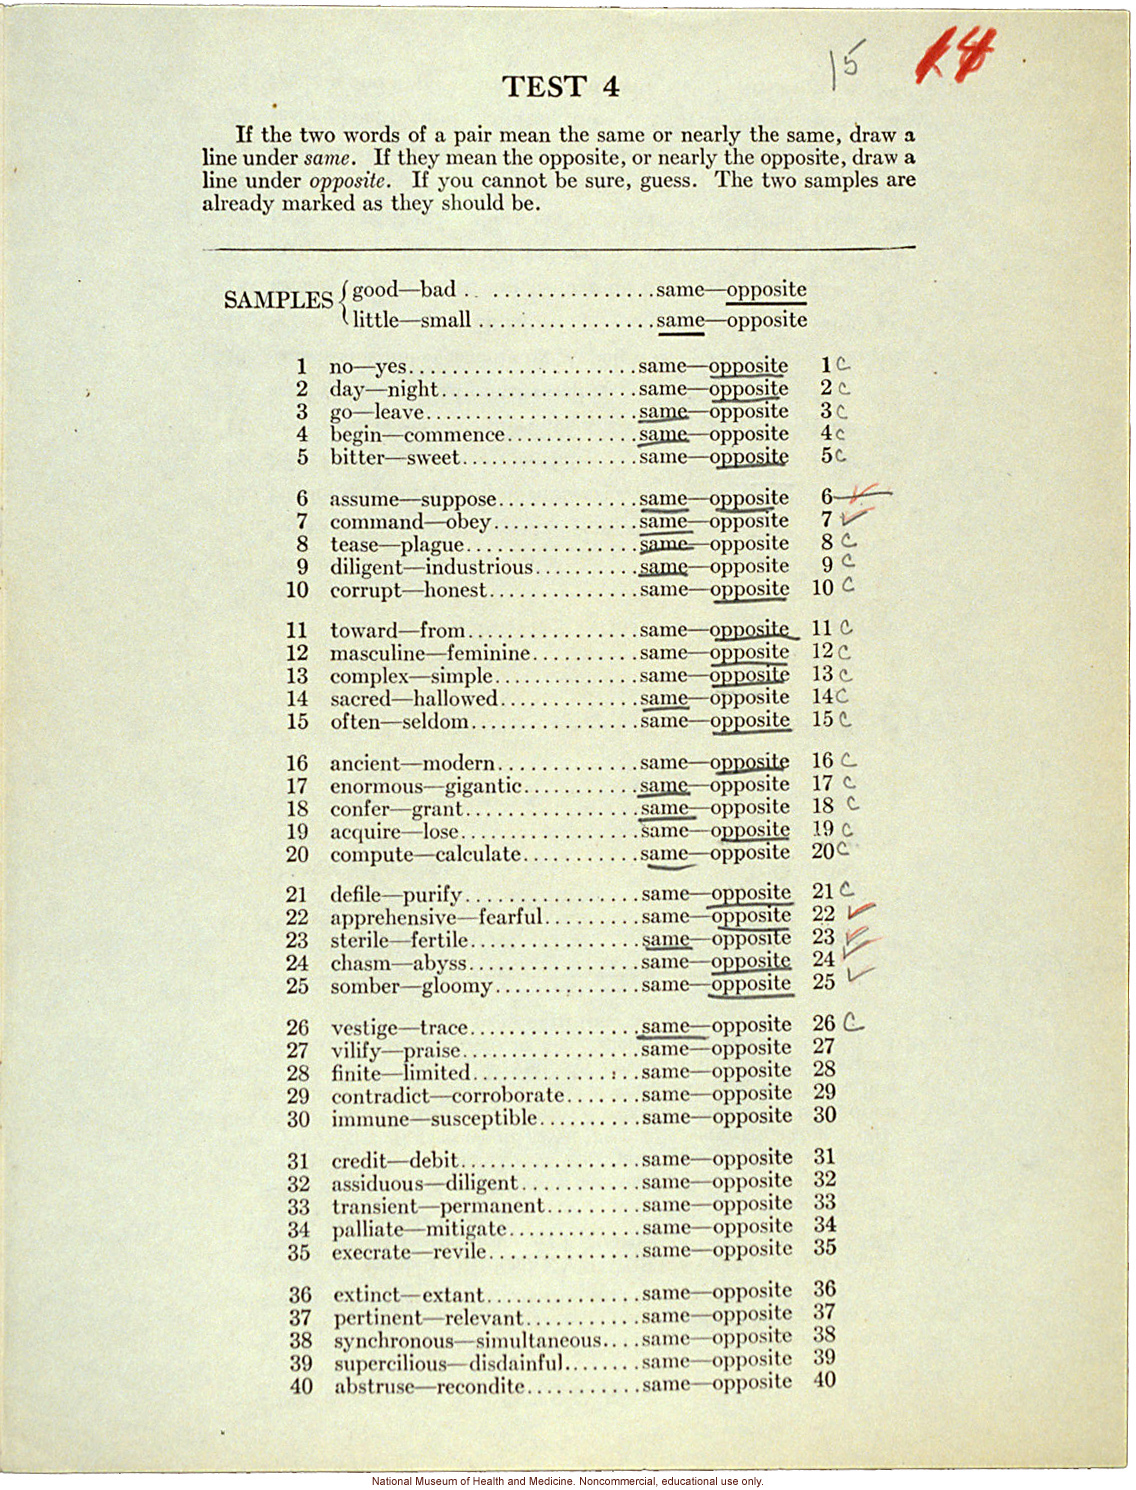 15 14
TEST 4
If the two words of a pair mean the same or nearly the same, draw a
line under same. If they mean the opposite, or nearly the opposite, draw a
line under opposite. If you cannot be sure, guess. The two samples are
already marked as they should be.
SAMPLES { good—bad . . . . . . . . . . . . . . . . same—opposite
little—small . . . . . . . . . . . . . . . . . . same—opposite
1 no—yes. . . . . . . . . . . . . . . . . . . . . . same—opposite 1 C
2 day—night. . . . . . . . . . . . . . . . . . . same—opposite 2 C
3 go—leave. . . . . . . . . . . . . . . . . . . . . same—opposite 3 C
4 begin—commence. . . . . . . . . . . . . same—opposite 4 C
5 bitter—sweet. . . . . . . . . . . . . . . . . . same—opposite 5 C
6 assume—suppose. . . . . . . . . . . . . . same—opposite 6
7 command—obey. . . . . . . . . . . . . . same—opposite 7 ✓
8 tease—plague. . . . . . . . . . . . . . . . . same—opposite 8 C
9 diligent—industrious. . . . . . . . . . . same—opposite 9 C
10 corrupt—honest. . . . . . . . . . . . . . . same—opposite 10 C
11 toward—from. . . . . . . . . . . . . . . . . same—opposite 11 C
12 masculine—feminine. . . . . . . . . . . same—opposite 12 C
13 complex—simple. . . . . . . . . . . . . . same—opposite 13 C
14 sacred—hallowed. . . . . . . . . . . . . . same—opposite 14 C
15 often—seldom. . . . . . . . . . . . . . . . . same—opposite 15 C
16 ancient—modern. . . . . . . . . . . . . . same—opposite 16 C
17 enormous—gigantic. . . . . . . . . . . . same—opposite 17 C
18 confer—grant. . . . . . . . . . . . . . . . . same—opposite 18 C
19 acquire—lose. . . . . . . . . . . . . . . . . . same—opposite 19 C
20 compute—calculate. . . . . . . . . . . . same—opposite 20 C
21 defile—purify. . . . . . . . . . . . . . . . . . same—opposite 21 C
22 apprehensive—fearful. . . . . . . . . . same—opposite 22 ✓
23 sterile—fertile. . . . . . . . . . . . . . . . . same—opposite 23 ✓
24 chasm—abyss. . . . . . . . . . . . . . . . . same—opposite 24 ✓
25 somber—gloomy. . . . . . . . . . . . . . same—opposite 25 ✓
26 vestige—trace. . . . . . . . . . . . . . . . . same—opposite 26 C
27 vilify—praise. . . . . . . . . . . . . . . . . . same—opposite 27
28 finite—limited. . . . . . . . . . . . . . . . . same—opposite 28
29 contradict—corroborate. . . . . . . . same—opposite 29
30 immune—susceptible. . . . . . . . . . same—opposite 30
31 credit—debit. . . . . . . . . . . . . . . . . . same—opposite 31
32 assiduous—diligent. . . . . . . . . . . . same—opposite 32
33 transient—permanent. . . . . . . . . . same—opposite 33
34 palliate—mitigate. . . . . . . . . . . . . same—opposite 34
35 execrate—revile. . . . . . . . . . . . . . . same—opposite 35
36 extinct—extant. . . . . . . . . . . . . . . same—opposite 36
37 pertinent—relevant. . . . . . . . . . . . same—opposite 37
38 synchronous—simultaneous. . . . same—opposite 38
39 supercilious—disdainful. . . . . . . . same—opposite 39
40 abstruse—recondite. . . . . . . . . . . . same—opposite 40
National Museum of Health and Medicine. Noncommercial, educational use only.